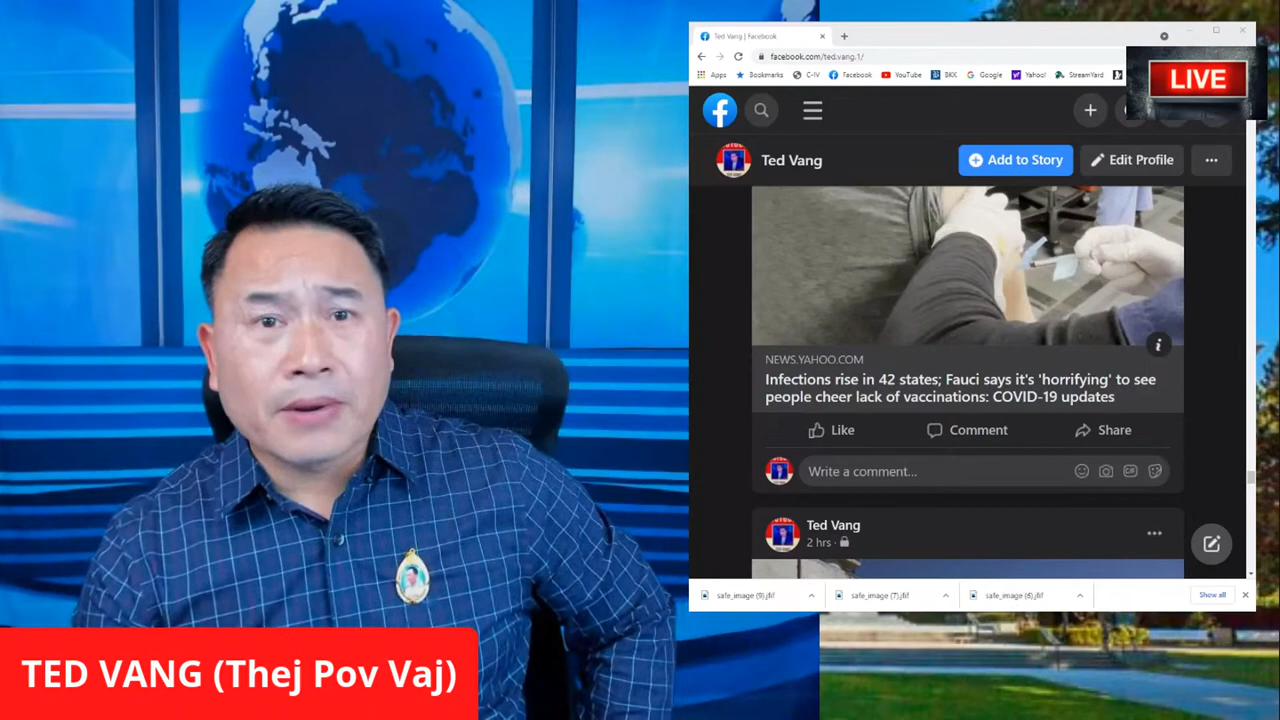 Ted Vang | Facebook
facebook.com/ted.vang.1/
Apps Bookmarks C-IV Facebook YouTube BKK Google Yahoo! StreamYard
LIVE
Ted Vang
Add to Story
Edit Profile
NEWS.YAHOO.COM
Infections rise in 42 states; Fauci says it's 'horrifying' to see
people cheer lack of vaccinations: COVID-19 updates
Like Comment Share
Write a comment...
GIF
Ted Vang
2 hrs ·
safe_image (9).jfif safe_image (7).jfif safe_image (6).jfif Show all
TED VANG (Thej Pov Vaj)